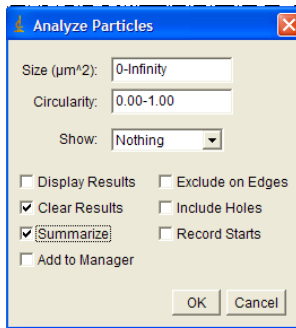 Analyze Particles
Size (µm^2): 0-Infinity
Circularity: 0.00-1.00
Show: Nothing
Display Results Exclude on Edges
Clear Results Include Holes
Summarize Record Starts
Add to Manager
OK Cancel